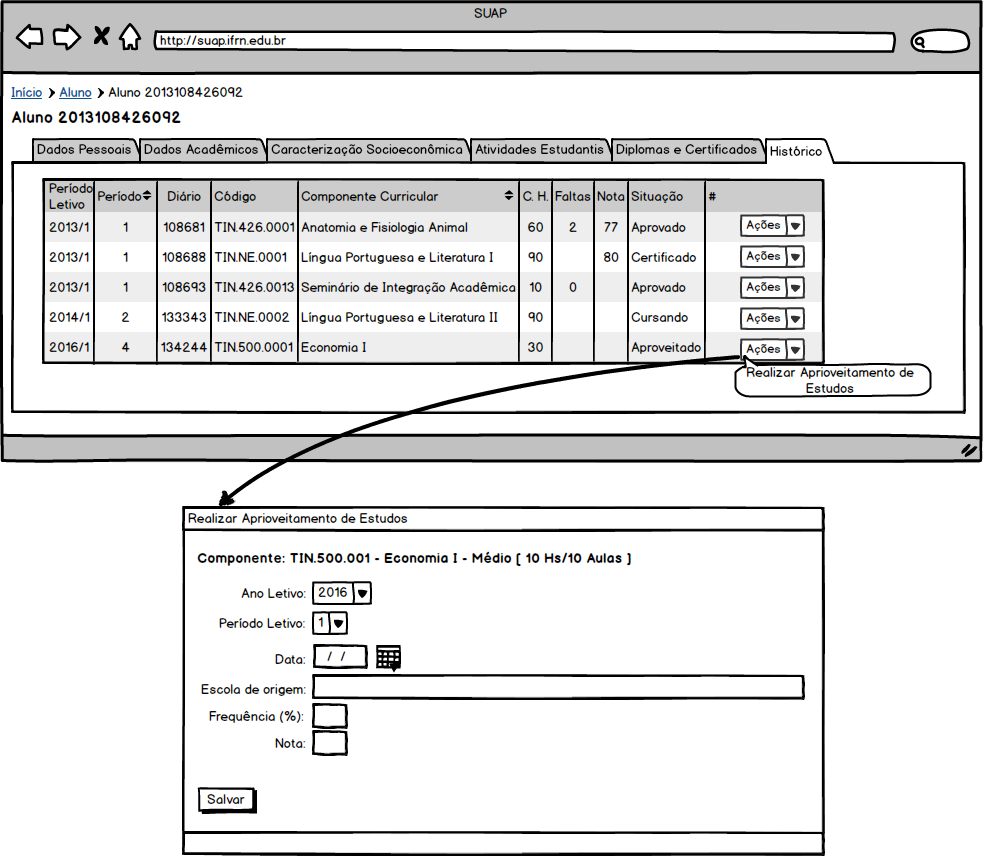 SUAP
http://suap.ifrn.edu.br
Início ❯ Aluno ❯ Aluno 2013108426092
Aluno 2013108426092
Dados Pessoais Dados Acadêmicos Caracterização Socioeconômica Atividades Estudantis Diplomas e Certificados Histórico
Período Letivo Período Diário Código Componente Curricular C. H. Faltas Nota Situação #
2013/1 1 108681 TIN.426.0001 Anatomia e Fisiologia Animal 60 2 77 Aprovado Ações
2013/1 1 108688 TIN.NE.0001 Língua Portuguesa e Literatura I 90 80 Certificado Ações
2013/1 1 108693 TIN.426.0013 Seminário de Integração Acadêmica 10 0 Aprovado Ações
2014/1 2 133343 TIN.NE.0002 Língua Portuguesa e Literatura II 90 Cursando Ações
2016/1 4 134244 TIN.500.0001 Economia I 30 Aproveitado Ações
Realizar Aprioveitamento de
Estudos
Realizar Aprioveitamento de Estudos
Componente: TIN.500.001 - Economia I - Médio [ 10 Hs/10 Aulas ]
Ano Letivo: 2016
Período Letivo: 1
Data: / /
Escola de origem:
Frequência (%):
Nota:
Salvar